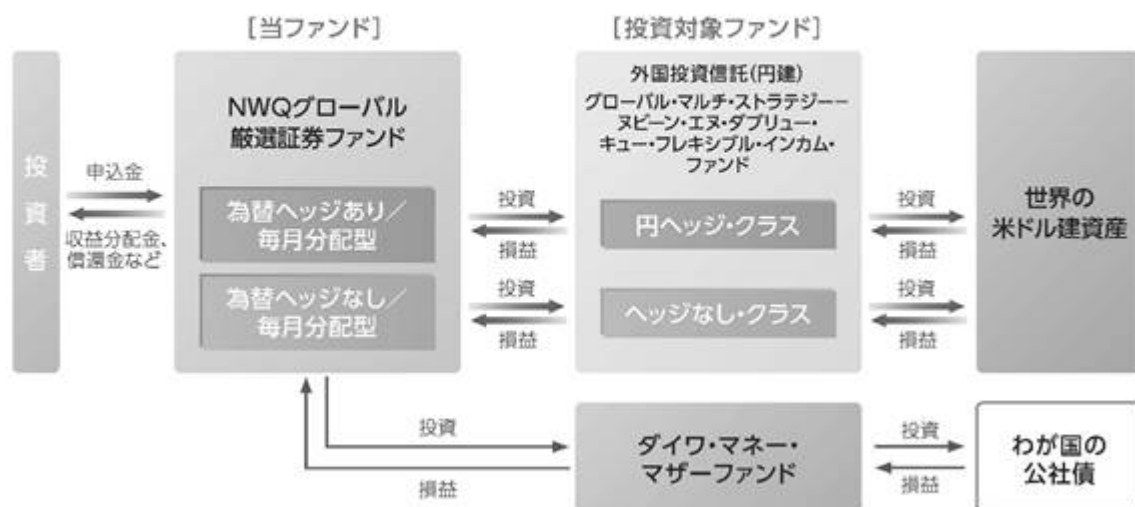 [当ファンド]
[投資対象ファンド]
投資者
申込金
収益分配金、
償還金など
NWQグローバル
厳選証券ファンド
為替ヘッジあり／
毎月分配型
為替ヘッジなし／
毎月分配型
投資
損益
投資
損益
外国投資信託(円建)
グローバル・マルチ・ストラテジー－
ヌビーン・エヌ・ダブリュー・
キュー・フレキシブル・インカム・
ファンド
円ヘッジ・クラス
ヘッジなし・クラス
投資
損益
投資
損益
世界の
米ドル建資産
投資
損益
ダイワ・マネー・
マザーファンド
投資
損益
わが国の
公社債